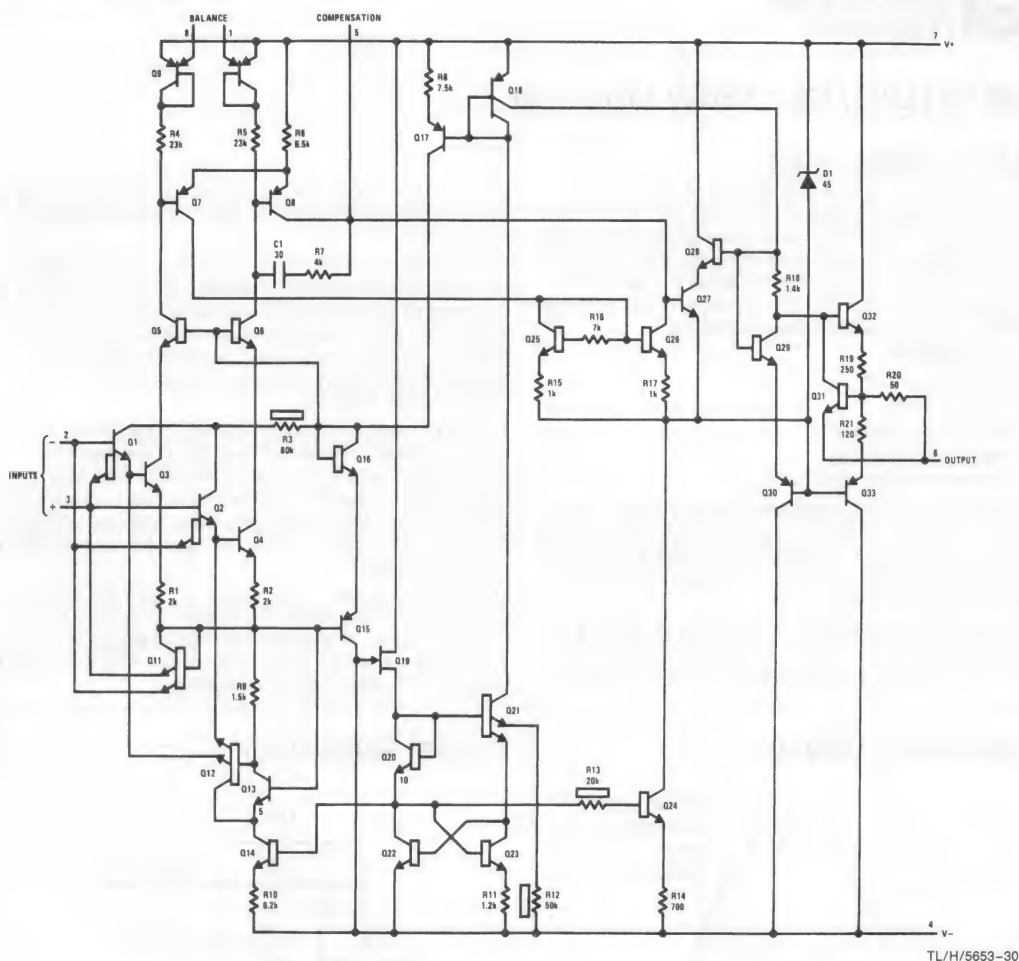 BALANCE
COMPENSATION
8
1
5
7
V+
Q9
R8
7.5k
Q18
Q17
R4
23k
R5
23k
R6
6.5k
D1
45
Q7
Q8
C1
30
R7
4k
Q28
R18
1.4k
Q27
Q32
Q5
Q6
Q25
R16
7k
Q26
Q29
R19
250
R20
50
R15
1k
R17
1k
Q31
R21
120
R3
80k
6
OUTPUT
2
-
Q1
Q3
Q16
INPUTS
3
+
Q2
Q30
Q33
Q4
R1
2k
R2
2k
Q15
Q11
Q19
R9
1.5k
Q21
Q20
10
Q12
Q13
5
R13
20k
Q24
Q14
Q22
Q23
R10
6.2k
R11
1.2k
R12
50k
R14
700
4
V-
TL/H/5653-30